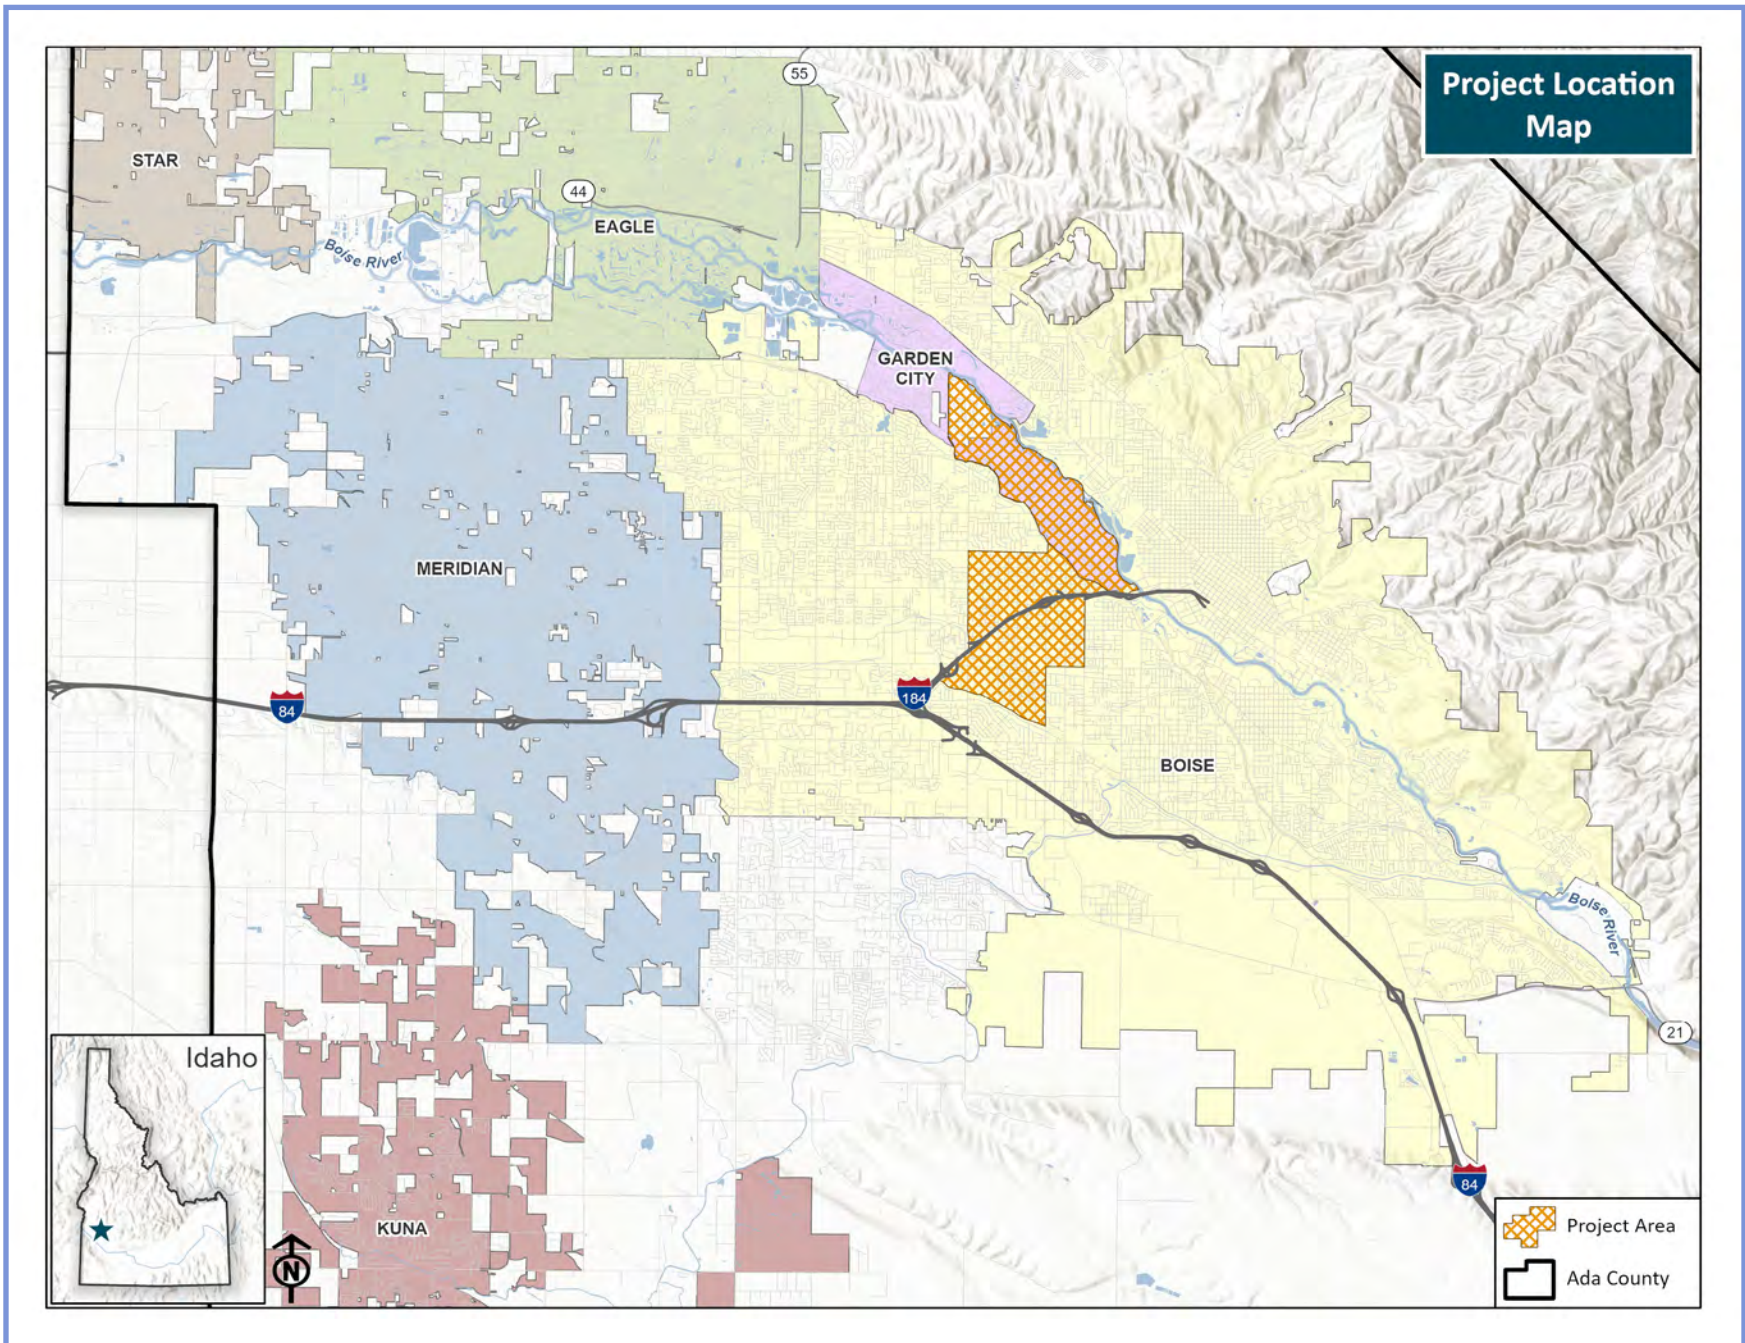 Project Location
Map
55
STAR
44
EAGLE
Boise River
GARDEN
CITY
MERIDIAN
184
84
BOISE
Boise River
21
Idaho
84
KUNA
N
Project Area
Ada County